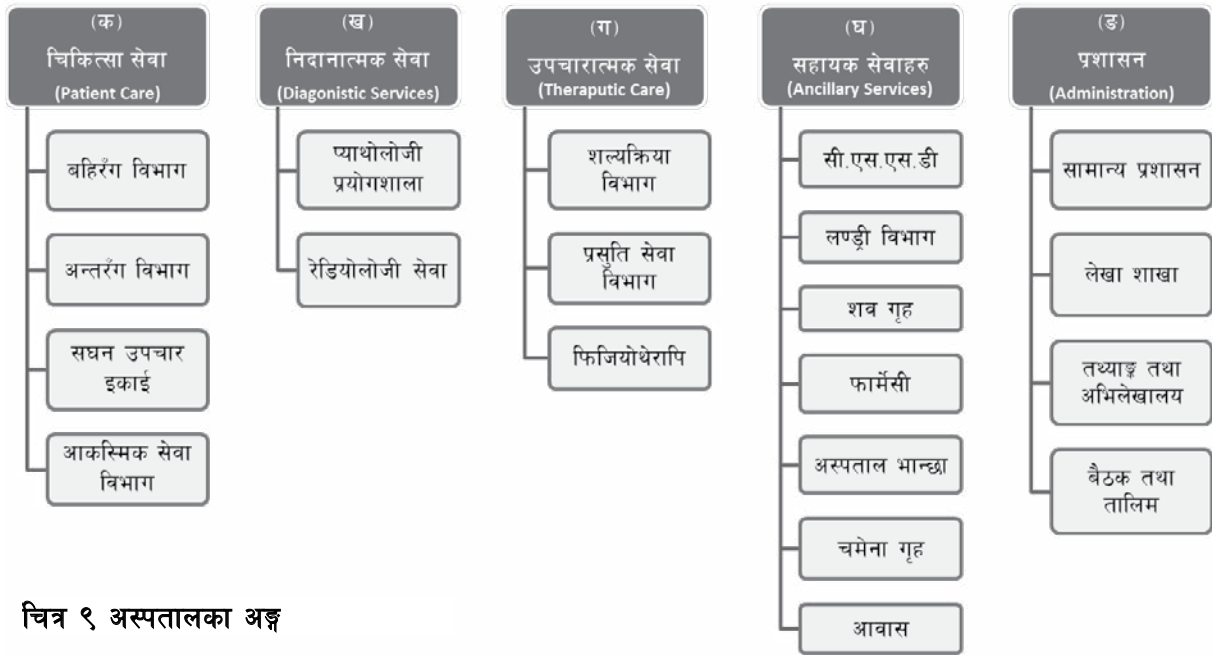 (क)
चिकित्सा सेवा
(Patient Care)
बहिरँग विभाग
अन्तरँग विभाग
सघन उपचार
इकाई
आकस्मिक सेवा
विभाग
(ख)
निदानात्मक सेवा
(Diagonistic Services)
प्याथोलोजी
प्रयोगशाला
रेडियोलोजी सेवा
(ग)
उपचारात्मक सेवा
(Theraputic Care)
शल्यक्रिया
विभाग
प्रसुति सेवा
विभाग
फिजियोथेरापि
(घ)
सहायक सेवाहरु
(Ancillary Services)
सी.एस.एस.डी
लण्ड्री विभाग
शव गृह
फार्मेसी
अस्पताल भान्छा
चमेना गृह
आवास
(ङ)
प्रशासन
(Administration)
सामान्य प्रशासन
लेखा शाखा
तथ्याङ्क तथा
अभिलेखालय
बैठक तथा
तालिम
चित्र ९ अस्पतालका अङ्ग